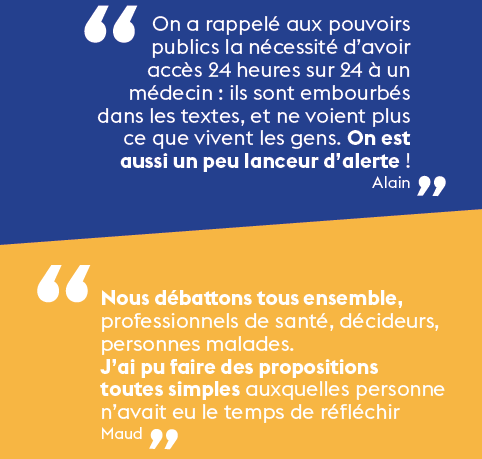 “ On a rappelé aux pouvoirs
publics la nécessité d’avoir
accès 24 heures sur 24 à un
médecin : ils sont embourbés
dans les textes, et ne voient plus
ce que vivent les gens. On est
aussi un peu lanceur d’alerte !
Alain ”
“ Nous débattons tous ensemble,
professionnels de santé, décideurs,
personnes malades.
J’ai pu faire des propositions
toutes simples auxquelles personne
n’avait eu le temps de réfléchir
Maud ”